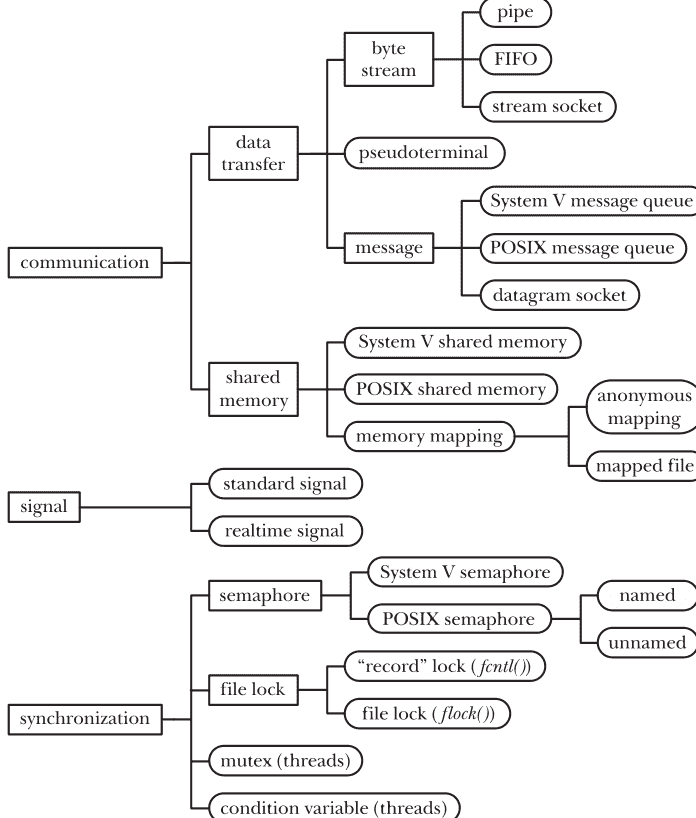 pipe
byte
stream
FIFO
stream socket
data
transfer
pseudoterminal
System V message queue
communication
message
POSIX message queue
datagram socket
System V shared memory
shared
memory
POSIX shared memory
anonymous
mapping
memory mapping
mapped file
standard signal
signal
realtime signal
System V semaphore
semaphore
named
POSIX semaphore
unnamed
“record” lock (fcntl())
file lock
file lock (flock())
synchronization
mutex (threads)
condition variable (threads)